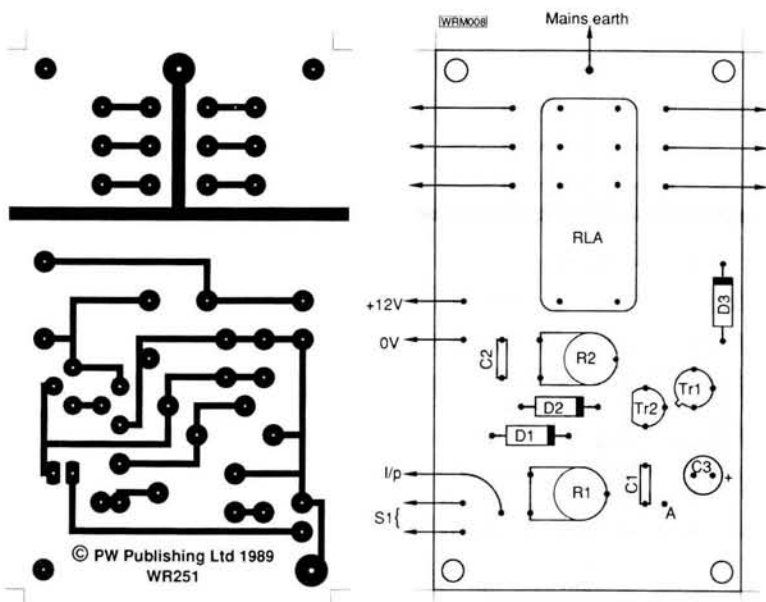 WRM008
Mains earth
RLA
D3
+12V
0V
C2
R2
Tr1
Tr2
D2
D1
I/p
R1
C1
C3
+
A
S1{
© PW Publishing Ltd 1989
WR251